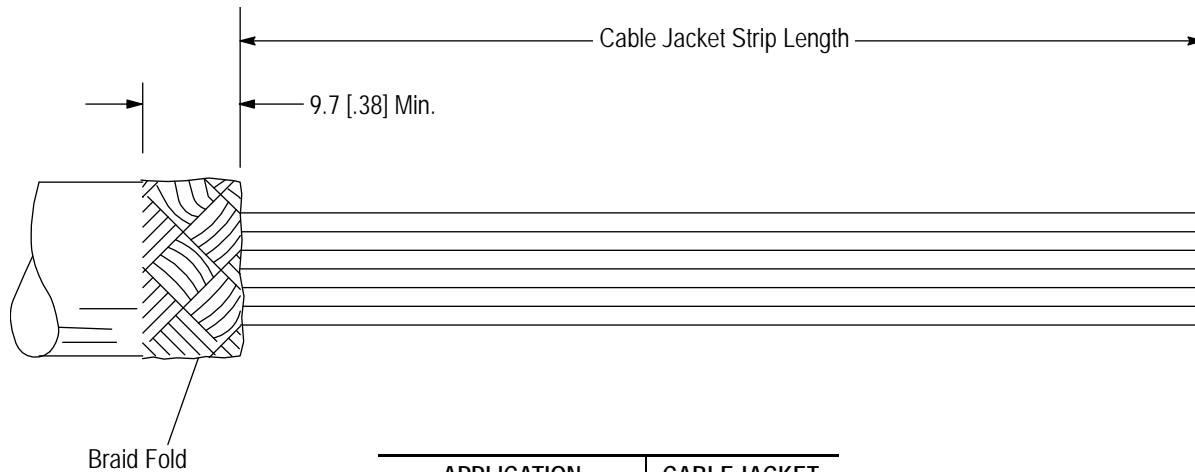 Cable Jacket Strip Length
9.7 [.38] Min.
Braid Fold
APPLICATION
CABLE JACKET